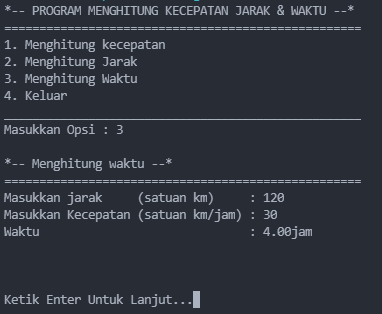 *-- PROGRAM MENGHITUNG KECEPATAN JARAK & WAKTU --*
===================================================
1. Menghitung kecepatan
2. Menghitung Jarak
3. Menghitung Waktu
4. Keluar
___________________________________________________
Masukkan Opsi : 3
*-- Menghitung waktu --*
===================================================
Masukkan jarak     (satuan km)     : 120
Masukkan Kecepatan (satuan km/jam) : 30
Waktu                              : 4.00jam
Ketik Enter Untuk Lanjut...